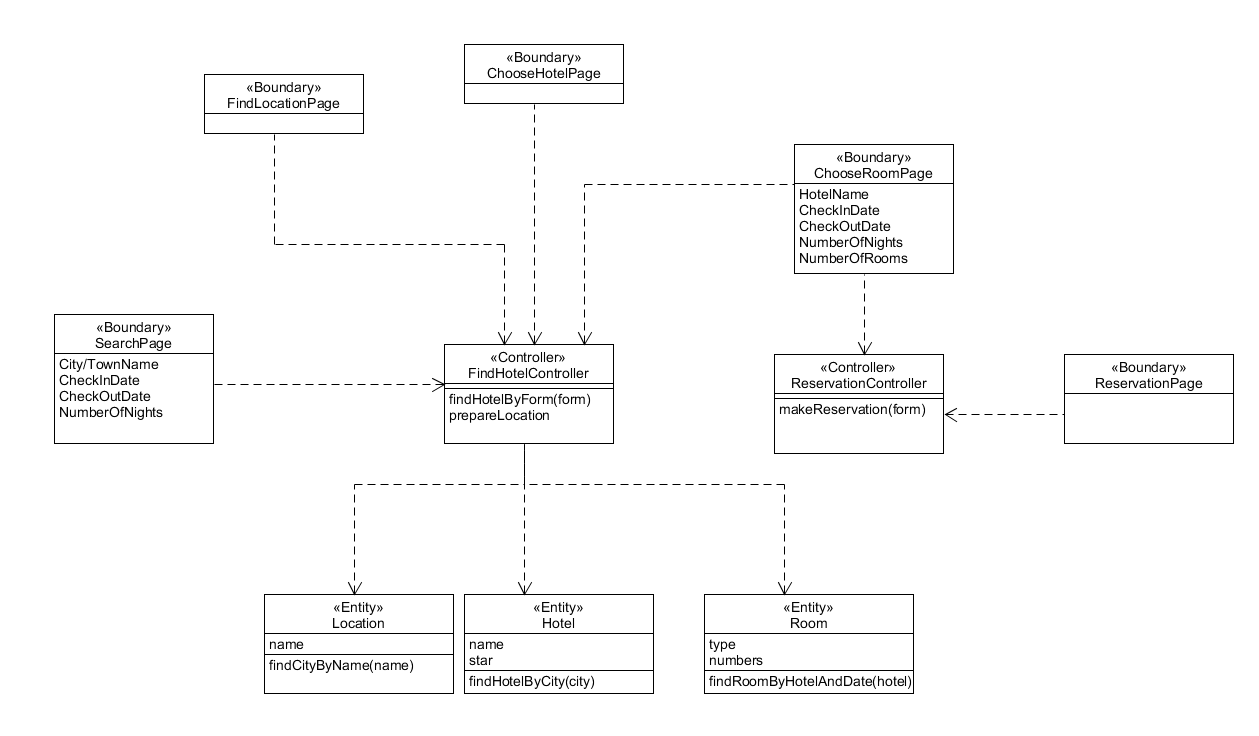 «Boundary»
ChooseHotelPage
«Boundary»
FindLocationPage
«Boundary»
ChooseRoomPage
HotelName
CheckInDate
CheckOutDate
NumberOfNights
NumberOfRooms
«Boundary»
SearchPage
City/TownName
CheckInDate
CheckOutDate
NumberOfNights
«Controller»
FindHotelController
findHotelByForm(form)
prepareLocation
«Controller»
ReservationController
makeReservation(form)
«Boundary»
ReservationPage
«Entity»
Location
name
findCityByName(name)
«Entity»
Hotel
name
star
findHotelByCity(city)
«Entity»
Room
type
numbers
findRoomByHotelAndDate(hotel)